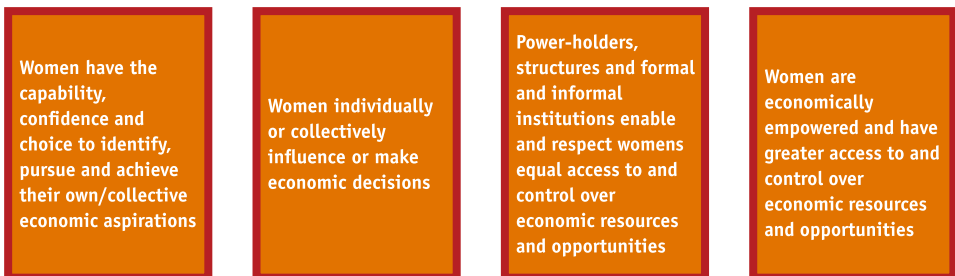 Women have the
capability,
confidence and
choice to identify,
pursue and achieve
their own/collective
economic aspirations
Women individually
or collectively
influence or make
economic decisions
Power-holders,
structures and formal
and informal
institutions enable
and respect womens
equal access to and
control over
economic resources
and opportunities
Women are
economically
empowered and have
greater access to and
control over
economic resources
and opportunities